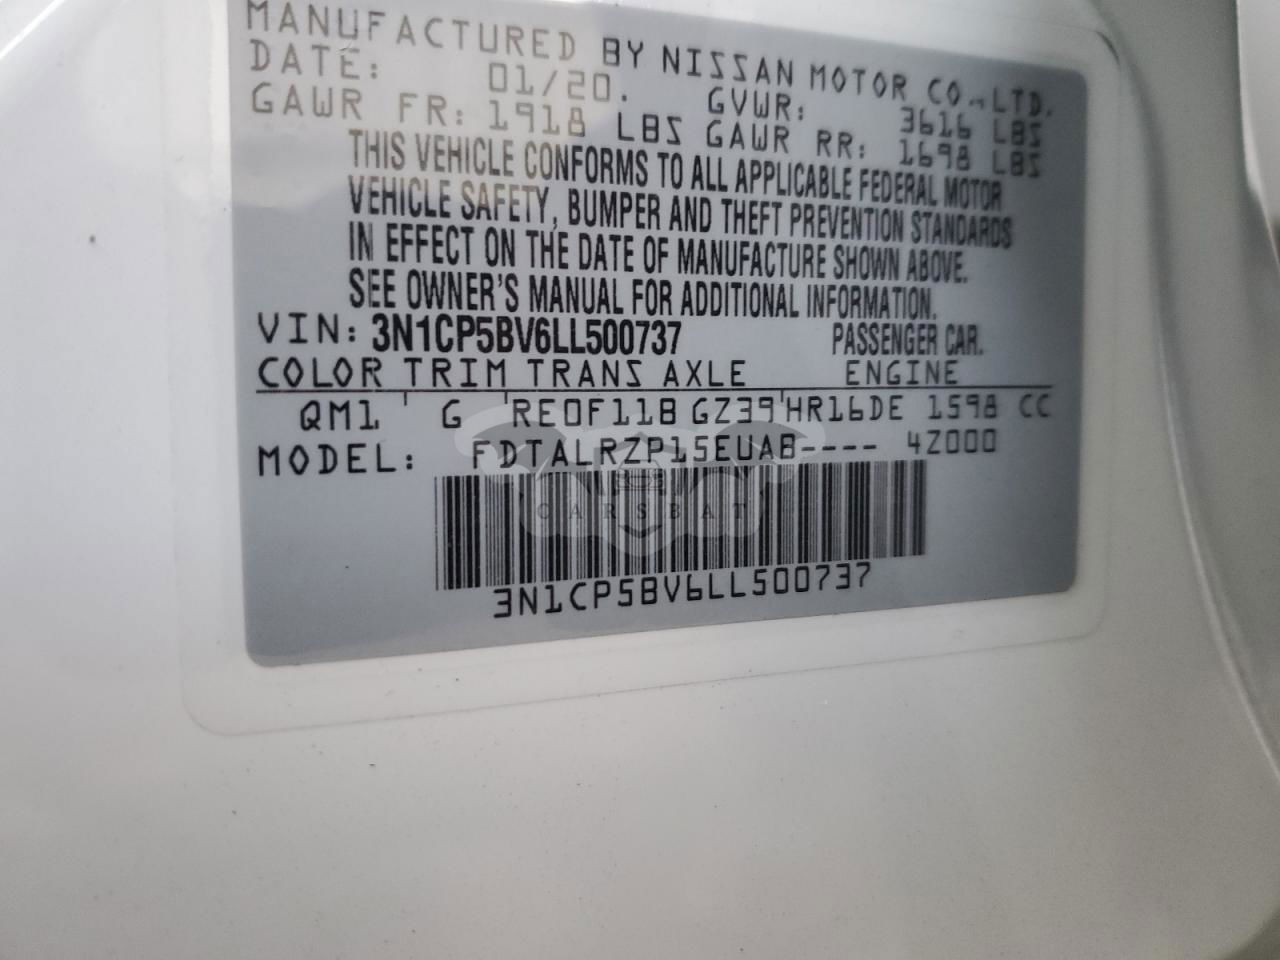 MANUFACTURED BY NISSAN MOTOR CO.,LTD.
DATE: 01/20. GVWR: 3616 LBS
GAWR FR: 1918 LBS GAWR RR: 1698 LBS
THIS VEHICLE CONFORMS TO ALL APPLICABLE FEDERAL MOTOR
VEHICLE SAFETY, BUMPER AND THEFT PREVENTION STANDARDS
IN EFFECT ON THE DATE OF MANUFACTURE SHOWN ABOVE.
SEE OWNER'S MANUAL FOR ADDITIONAL INFORMATION.
VIN: 3N1CP5BV6LL500737 PASSENGER CAR.
COLOR TRIM TRANS AXLE ENGINE
QM1 G RE0F11B GZ39 HR16DE 1598 CC
MODEL: FDTALRZP15EUAB---- 4Z000
CARSBAT
3N1CP5BV6LL500737